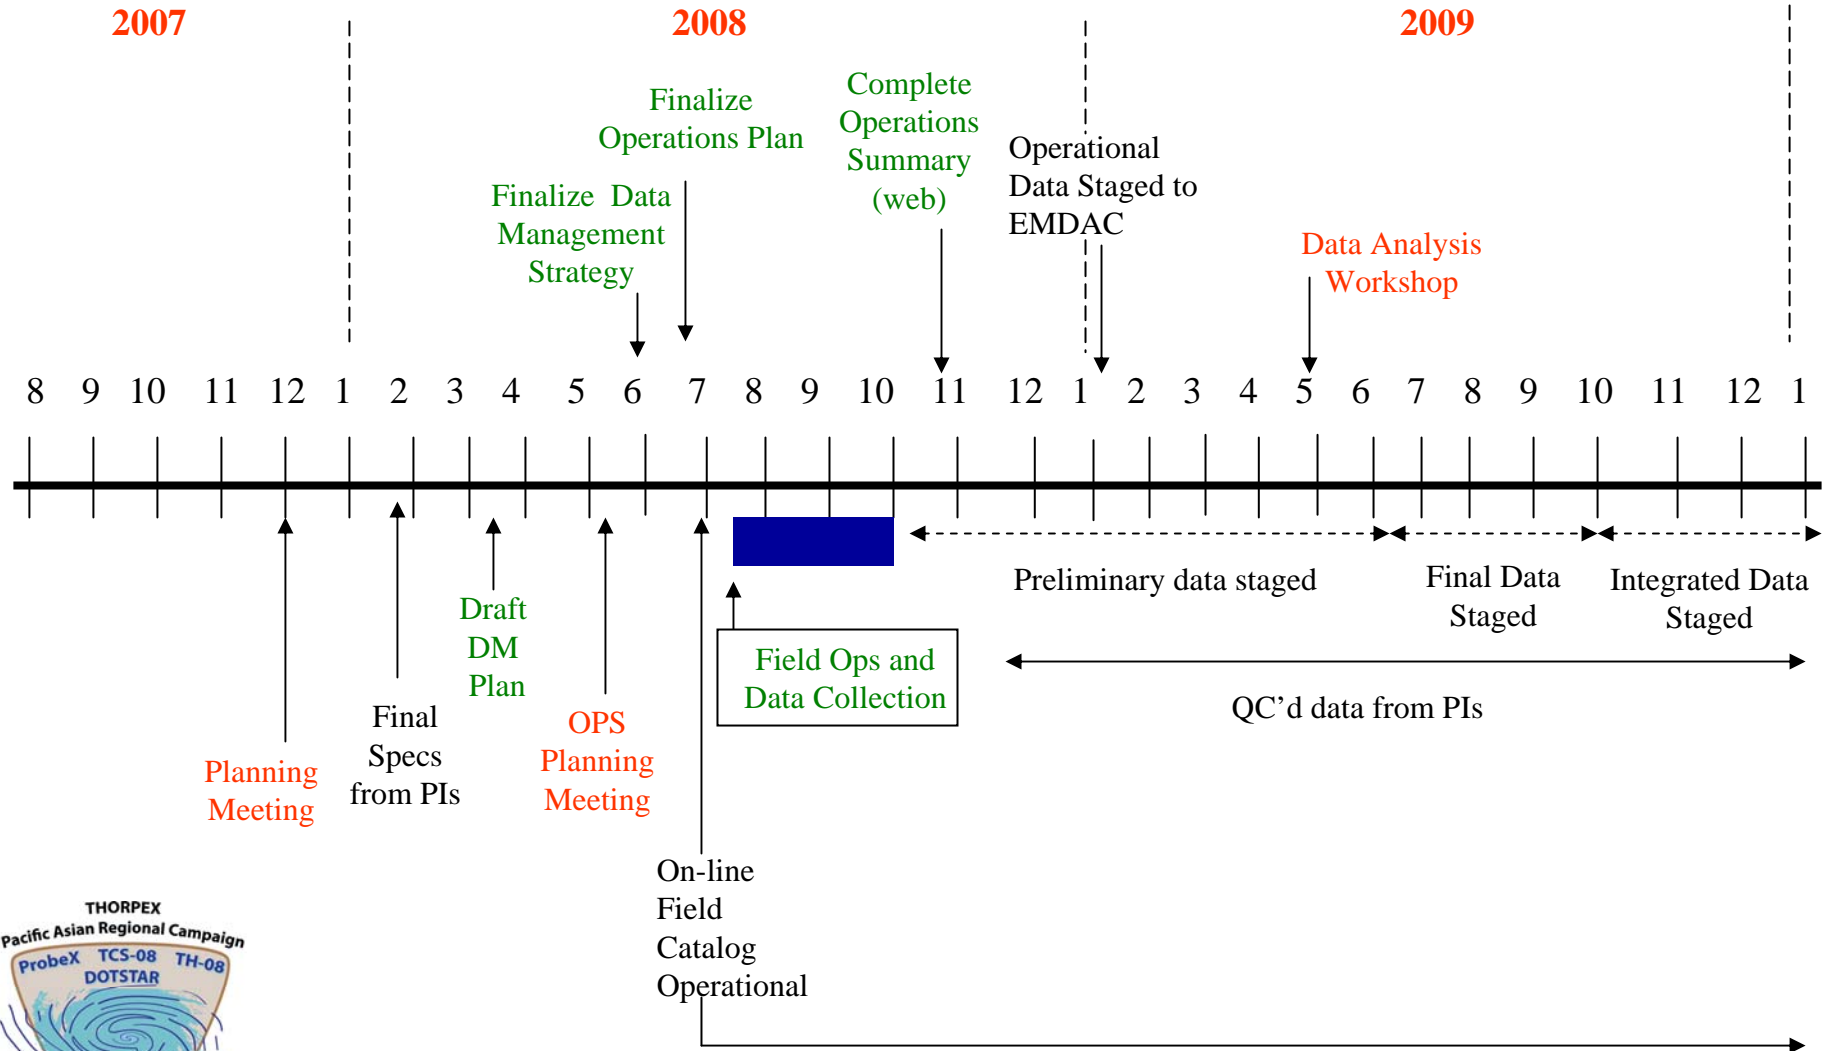 2007 2008 2009
Finalize
Operations Plan
Complete
Operations
Summary
(web)
Operational
Data Staged to
EMDAC
Finalize Data
Management
Strategy
Data Analysis
Workshop
8 9 10 11 12 1 2 3 4 5 6 7 8 9 10 11 12 1 2 3 4 5 6 7 8 9 10 11 12 1
Planning
Meeting
Final
Specs
from PIs
Draft
DM
Plan
OPS
Planning
Meeting
On-line
Field
Catalog
Operational
Field Ops and
Data Collection
Preliminary data staged
Final Data
Staged
Integrated Data
Staged
QC’d data from PIs
THORPEX
Pacific Asian Regional Campaign
ProbeX TCS-08 TH-08
DOTSTAR